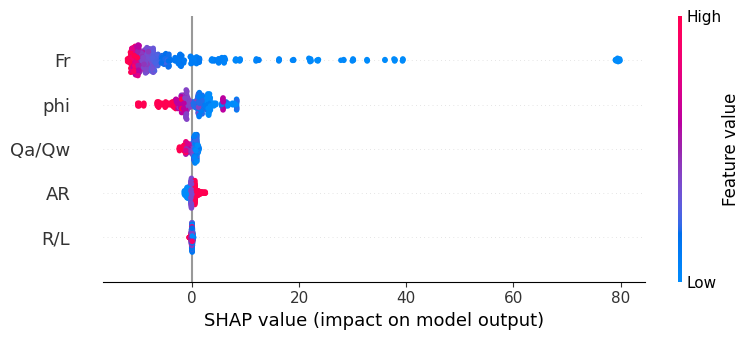 High
Fr
phi
Qa/Qw
AR
R/L
Feature value
Low
0
20
40
60
80
SHAP value (impact on model output)